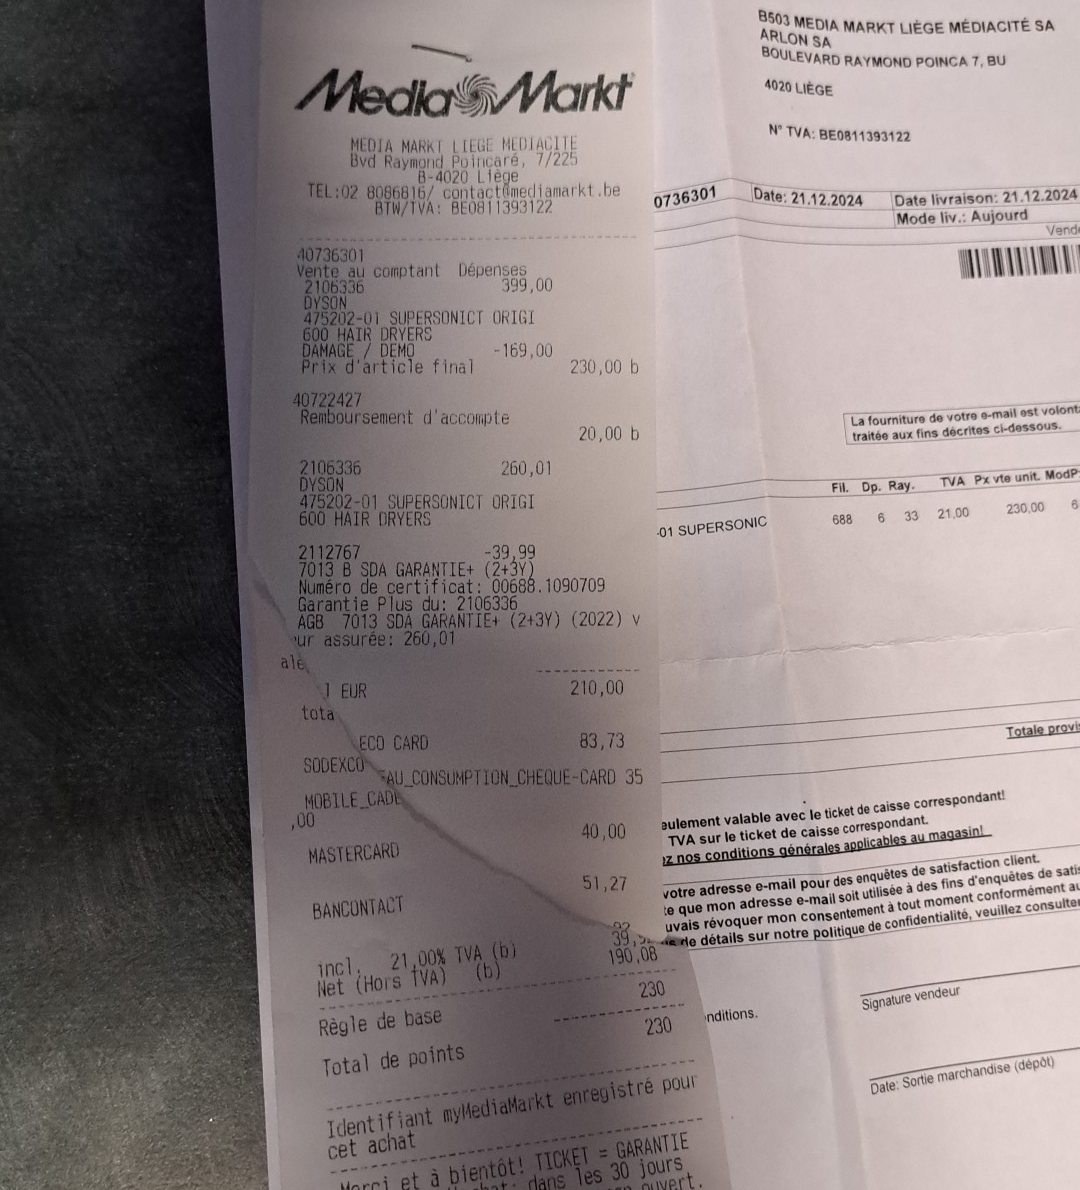 Media Markt
MEDIA MARKT LIEGE MEDIACITE
Bvd Raymond Poincaré, 7/225
B-4020 Liège
TEL:02 8086816/ contact@mediamarkt.be
BTW/TVA: BE0811393122
40736301
Vente au comptant Dépenses
2106336 399,00
DYSON
475202-01 SUPERSONICT ORIGI
600 HAIR DRYERS
DAMAGE / DEMO -169,00
Prix d'article final 230,00 b
40722427
Remboursement d'accompte
20,00 b
2106336 260,01
DYSON
475202-01 SUPERSONICT ORIGI
600 HAIR DRYERS
2112767 -39,99
7013 B SDA GARANTIE+ (2+3Y)
Numéro de certificat: 00688.1090709
Garantie Plus du: 2106336
AGB 7013 SDA GARANTIE+ (2+3Y) (2022) v
ur assurée: 260,01
ale
l EUR 210,00
tota
ECO CARD 83,73
SODEXCO
AU_CONSUMPTION_CHEQUE-CARD 35
MOBILE_CADE
,00
40,00
MASTERCARD
51,27
BANCONTACT
incl. 21,00% TVA (b) 39,92
Net (Hors TVA) (b) 190,08
Règle de base 230
Total de points 230
Identifiant myMediaMarkt enregistré pour
cet achat
Merci et à bientôt! TICKET = GARANTIE
dans les 30 jours
ouvert.
B503 MEDIA MARKT LIÈGE MÉDIACITÉ SA
ARLON SA
BOULEVARD RAYMOND POINCA 7, BU
4020 LIÈGE
N° TVA: BE0811393122
0736301 Date: 21.12.2024 Date livraison: 21.12.2024
Mode liv.: Aujourd
Vende
La fourniture de votre e-mail est volonta
traitée aux fins décrites ci-dessous.
Fil. Dp. Ray. TVA Px vte unit. ModP
-01 SUPERSONIC 688 6 33 21,00 230,00 6
Totale provis
eulement valable avec le ticket de caisse correspondant!
TVA sur le ticket de caisse correspondant.
ez nos conditions générales applicables au magasin!
votre adresse e-mail pour des enquêtes de satisfaction client.
te que mon adresse e-mail soit utilisée à des fins d'enquêtes de satis
uvais révoquer mon consentement à tout moment conformément au
de détails sur notre politique de confidentialité, veuillez consulter
Signature vendeur
nditions.
Date: Sortie marchandise (dépôt)